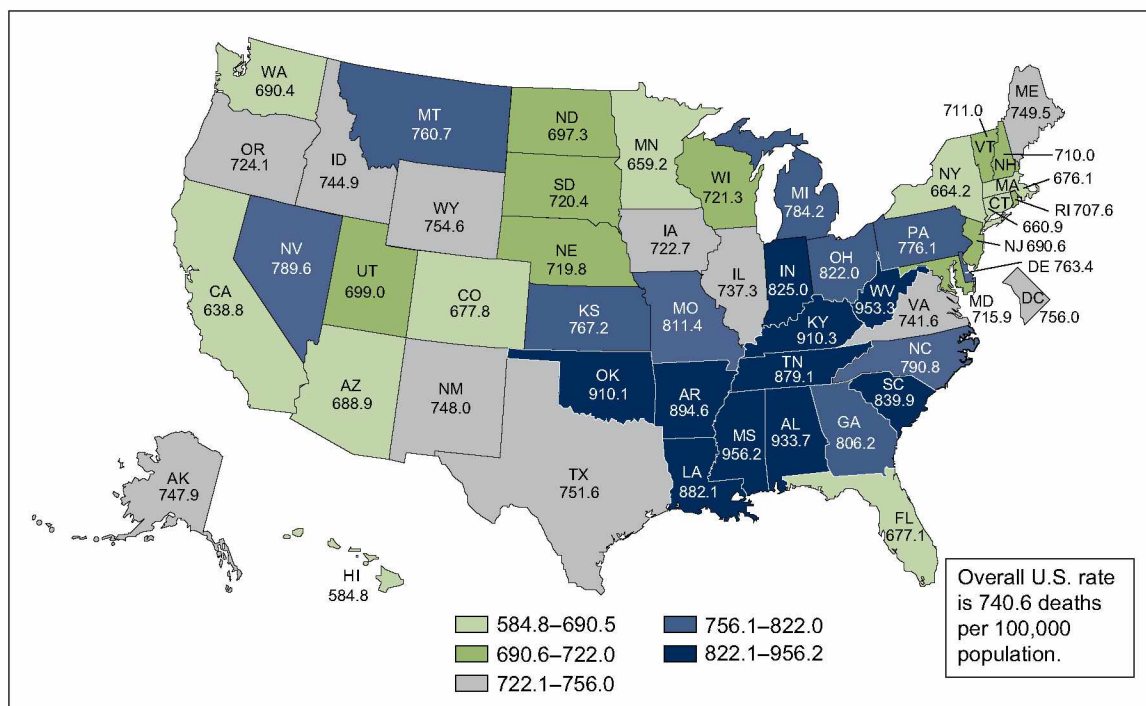 WA
690.4
MT
760.7
ND
697.3
MN
659.2
ME
749.5
711.0
VT
NH
710.0
OR
724.1
ID
744.9
SD
720.4
WI
721.3
MI
784.2
NY
664.2
MA
676.1
CT
RI 707.6
660.9
WY
754.6
IA
722.7
PA
776.1
NJ 690.6
NV
789.6
UT
699.0
NE
719.8
IL
737.3
IN
825.0
OH
822.0
DE 763.4
WV
953.3
VA
741.6
MD
715.9
DC
756.0
CA
638.8
CO
677.8
KS
767.2
MO
811.4
KY
910.3
NC
790.8
TN
879.1
AZ
688.9
NM
748.0
OK
910.1
AR
894.6
SC
839.9
MS
956.2
AL
933.7
GA
806.2
TX
751.6
LA
882.1
AK
747.9
FL
677.1
HI
584.8
Overall U.S. rate
is 740.6 deaths
per 100,000
population.
584.8–690.5
690.6–722.0
722.1–756.0
756.1–822.0
822.1–956.2